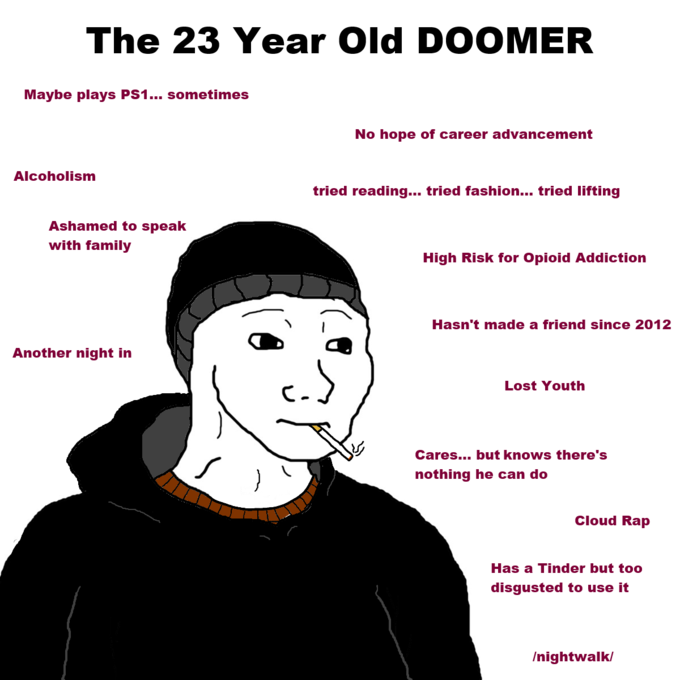 The 23 Year Old DOOMER
Maybe plays PS1... sometimes
No hope of career advancement
Alcoholism
tried reading... tried fashion... tried lifting
Ashamed to speak
with family
High Risk for Opioid Addiction
Hasn't made a friend since 2012
Another night in
Lost Youth
Cares... but knows there's
nothing he can do
Cloud Rap
Has a Tinder but too
disgusted to use it
/nightwalk/